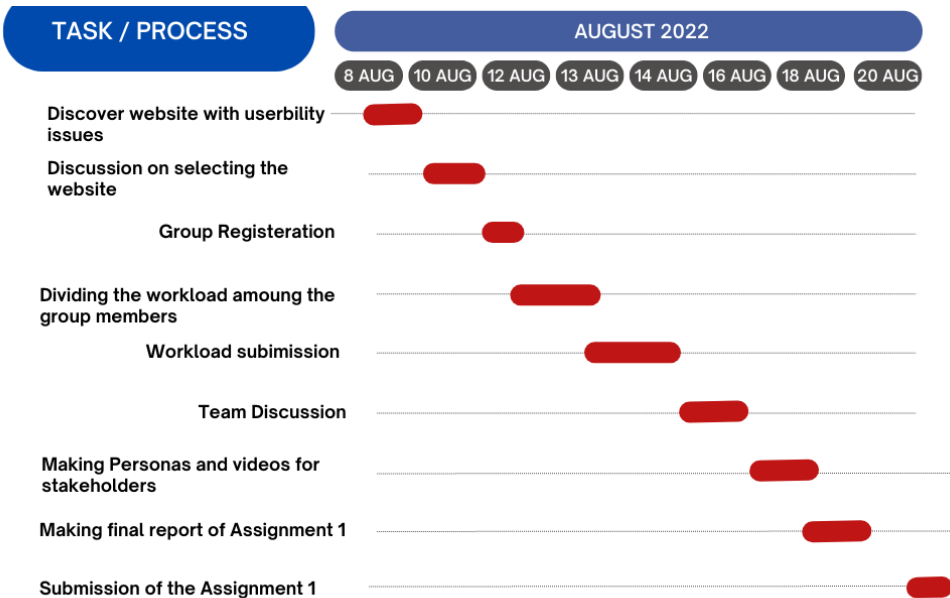 TASK / PROCESS
AUGUST 2022
8 AUG 10 AUG 12 AUG 13 AUG 14 AUG 16 AUG 18 AUG 20 AUG
Discover website with userbility
issues
Discussion on selecting the
website
Group Registeration
Dividing the workload amoung the
group members
Workload subimission
Team Discussion
Making Personas and videos for
stakeholders
Making final report of Assignment 1
Submission of the Assignment 1